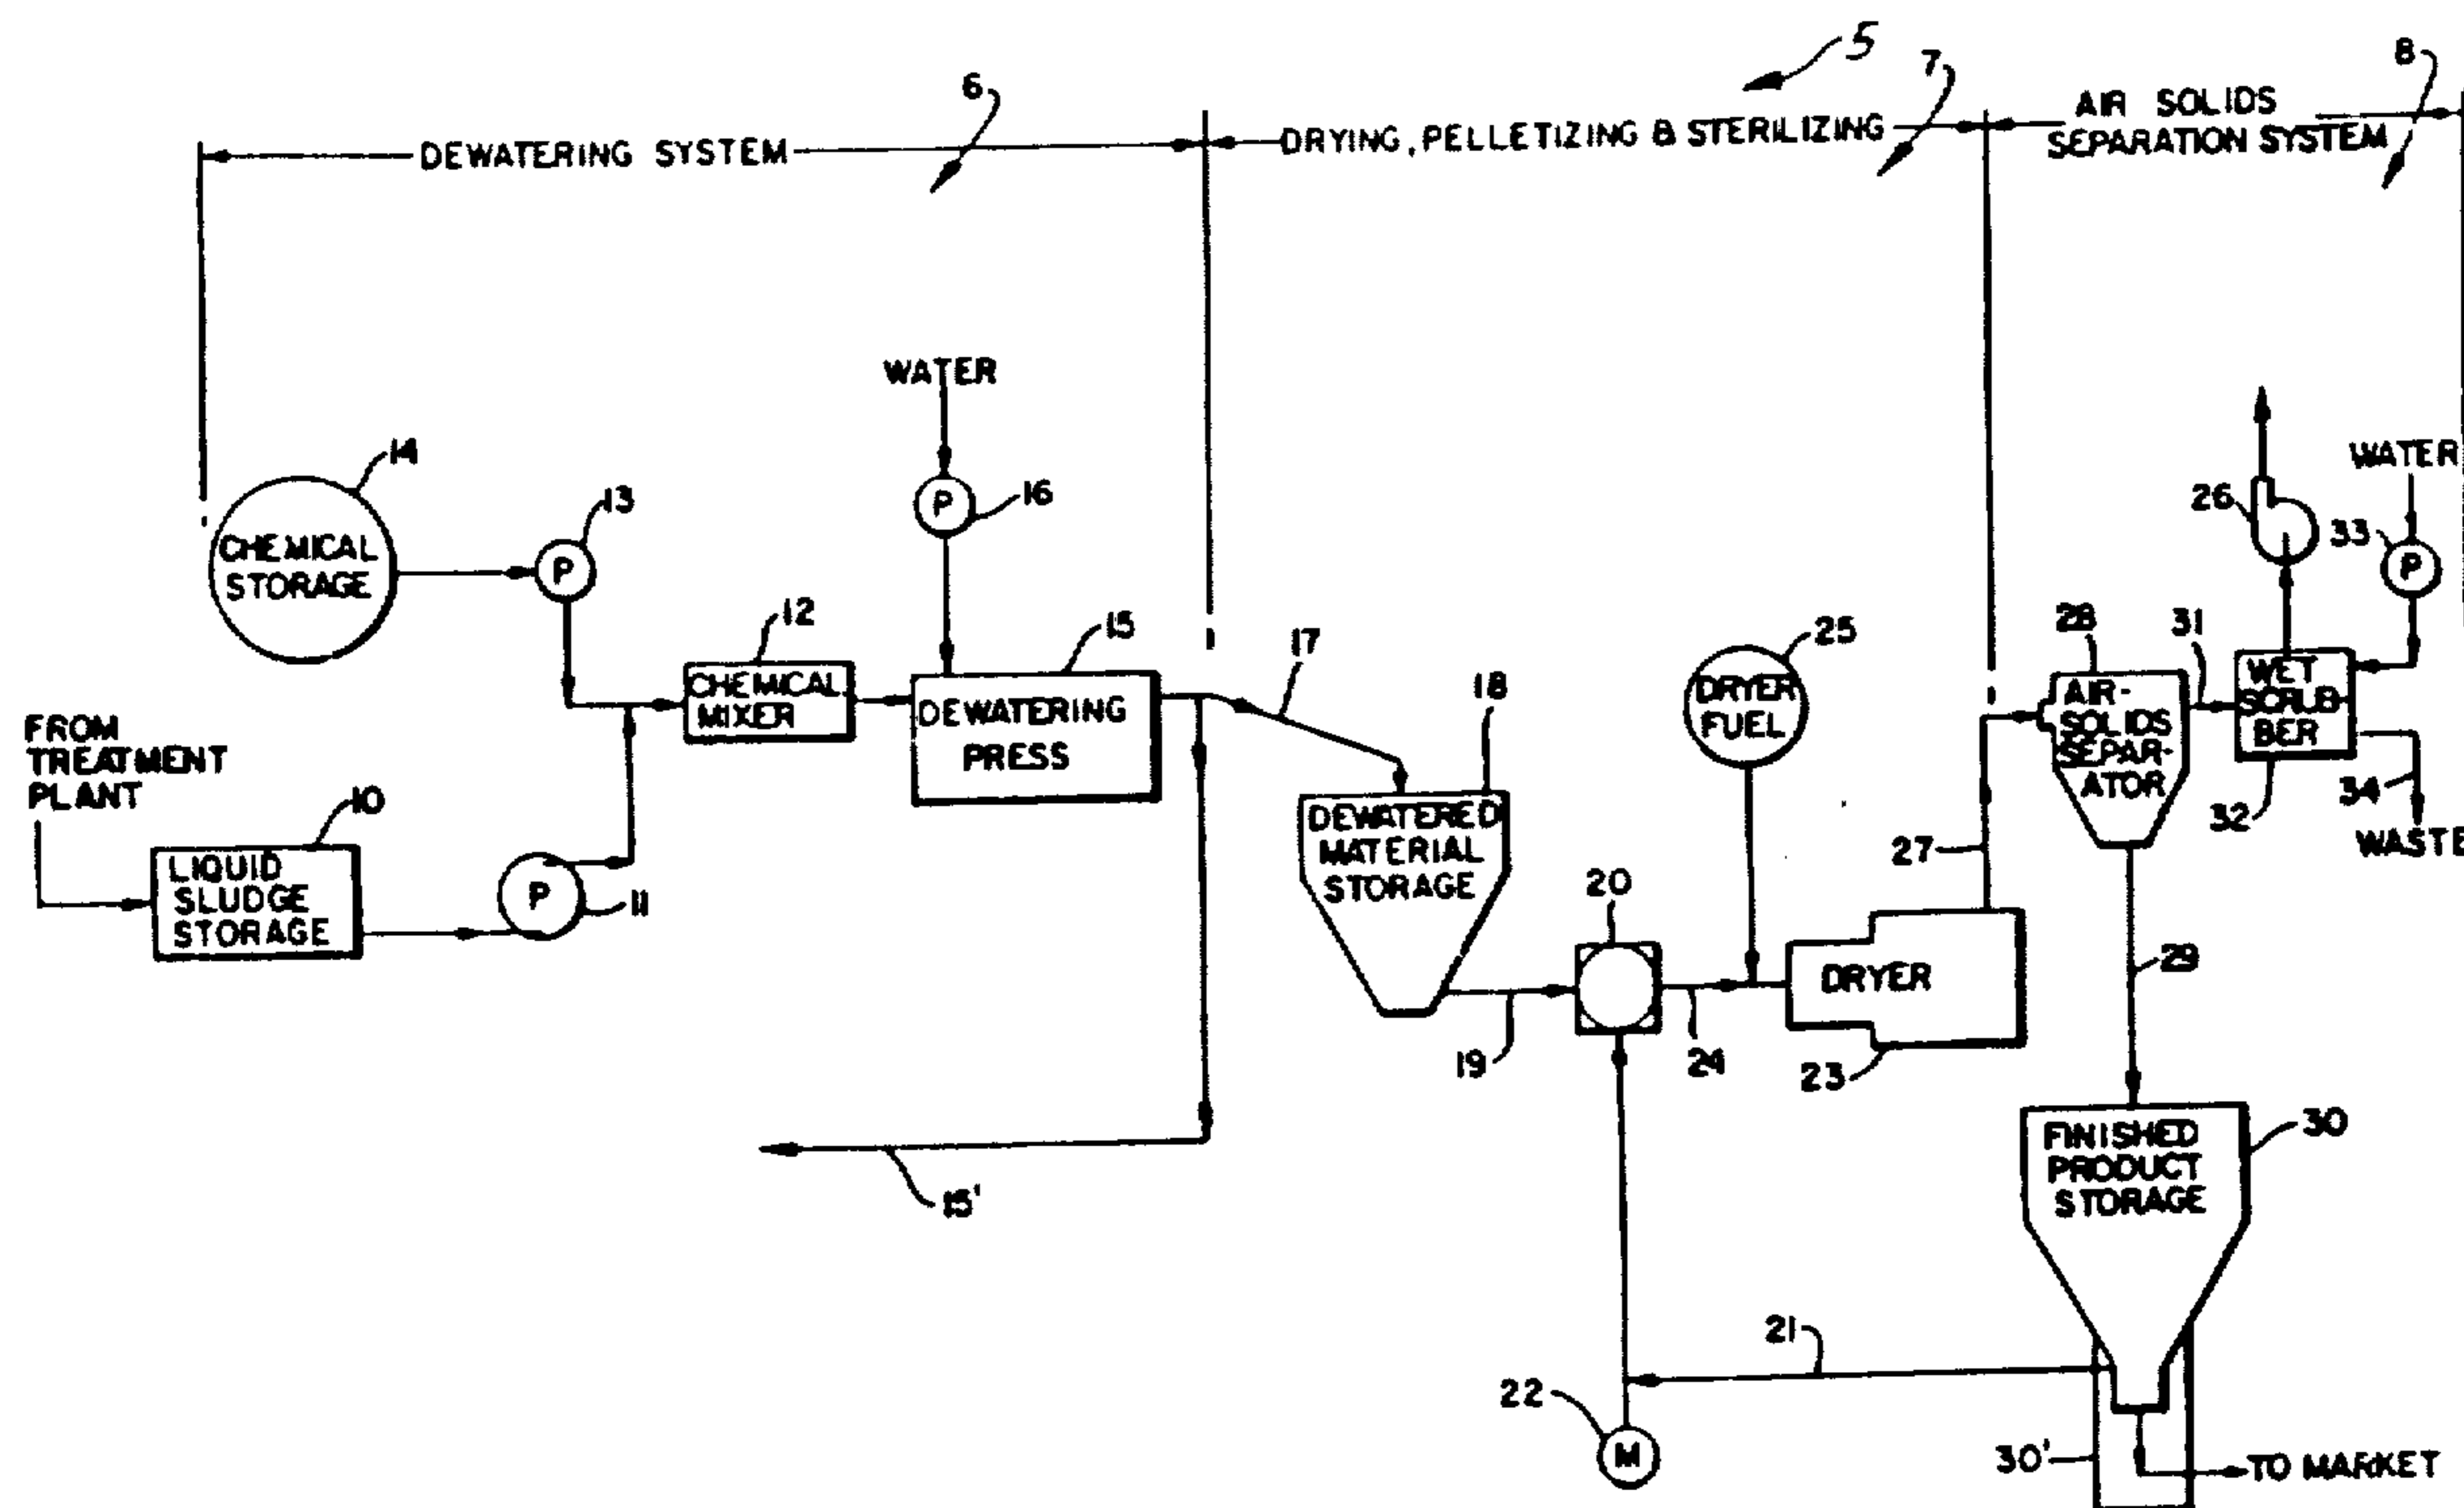 5
6
7
8
DEWATERING SYSTEM
DRYING, PELLETIZING & STERILIZING
AIR SOLIDS
SEPARATION SYSTEM
WATER
14
13
16
CHEMICAL
STORAGE
P
P
12
15
17
CHEMICAL
MIXER
DEWATERING
PRESS
18
25
DRYER
FUEL
26
WATER
33
P
28
31
AIR-
SOLIDS
SEPAR-
ATOR
WET
SCRUB
BER
34
32
WASTE
FROM
TREATMENT
PLANT
10
LIQUID
SLUDGE
STORAGE
P
11
DEWATERED
MATERIAL
STORAGE
27
20
29
DRYER
19
24
23
15'
FINISHED
PRODUCT
STORAGE
30
21
22
M
30'
TO MARKET